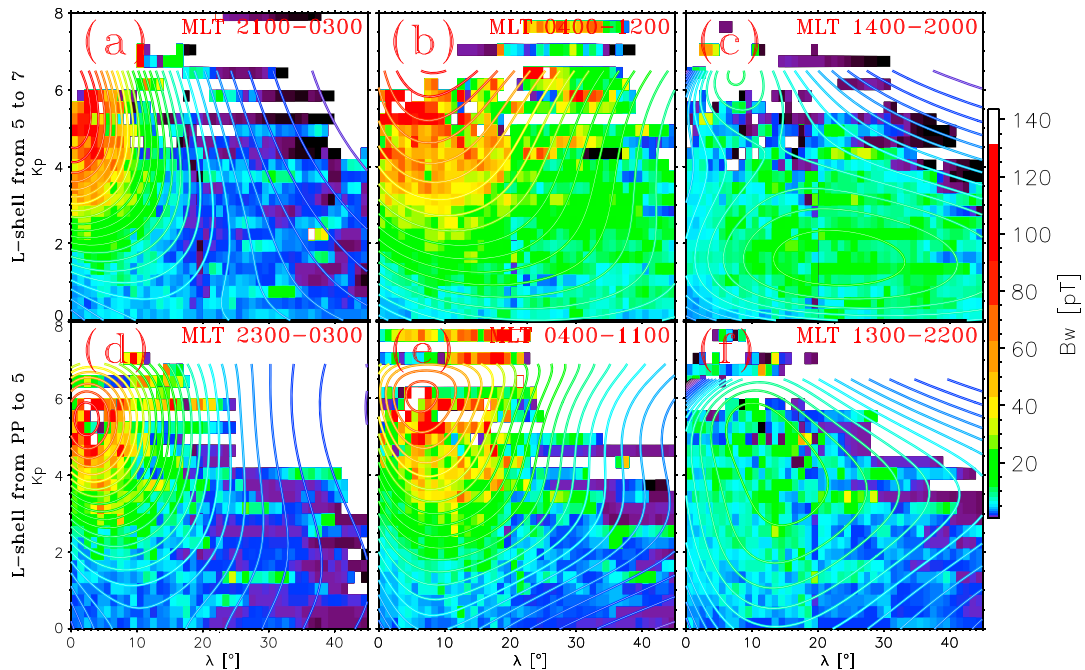 (a) MLT 2100-0300
(b) MLT 0400-1200
(c) MLT 1400-2000
8
6
4
2
0
Kp
L-shell from 5 to 7
(d) MLT 2300-0300
(e) MLT 0400-1100
(f) MLT 1300-2200
8
6
4
2
0
Kp
L-shell from PP to 5
0 10 20 30 40
0 10 20 30 40
0 10 20 30 40
λ [°]
λ [°]
λ [°]
140
120
100
80
60
40
20
Bw [pT]